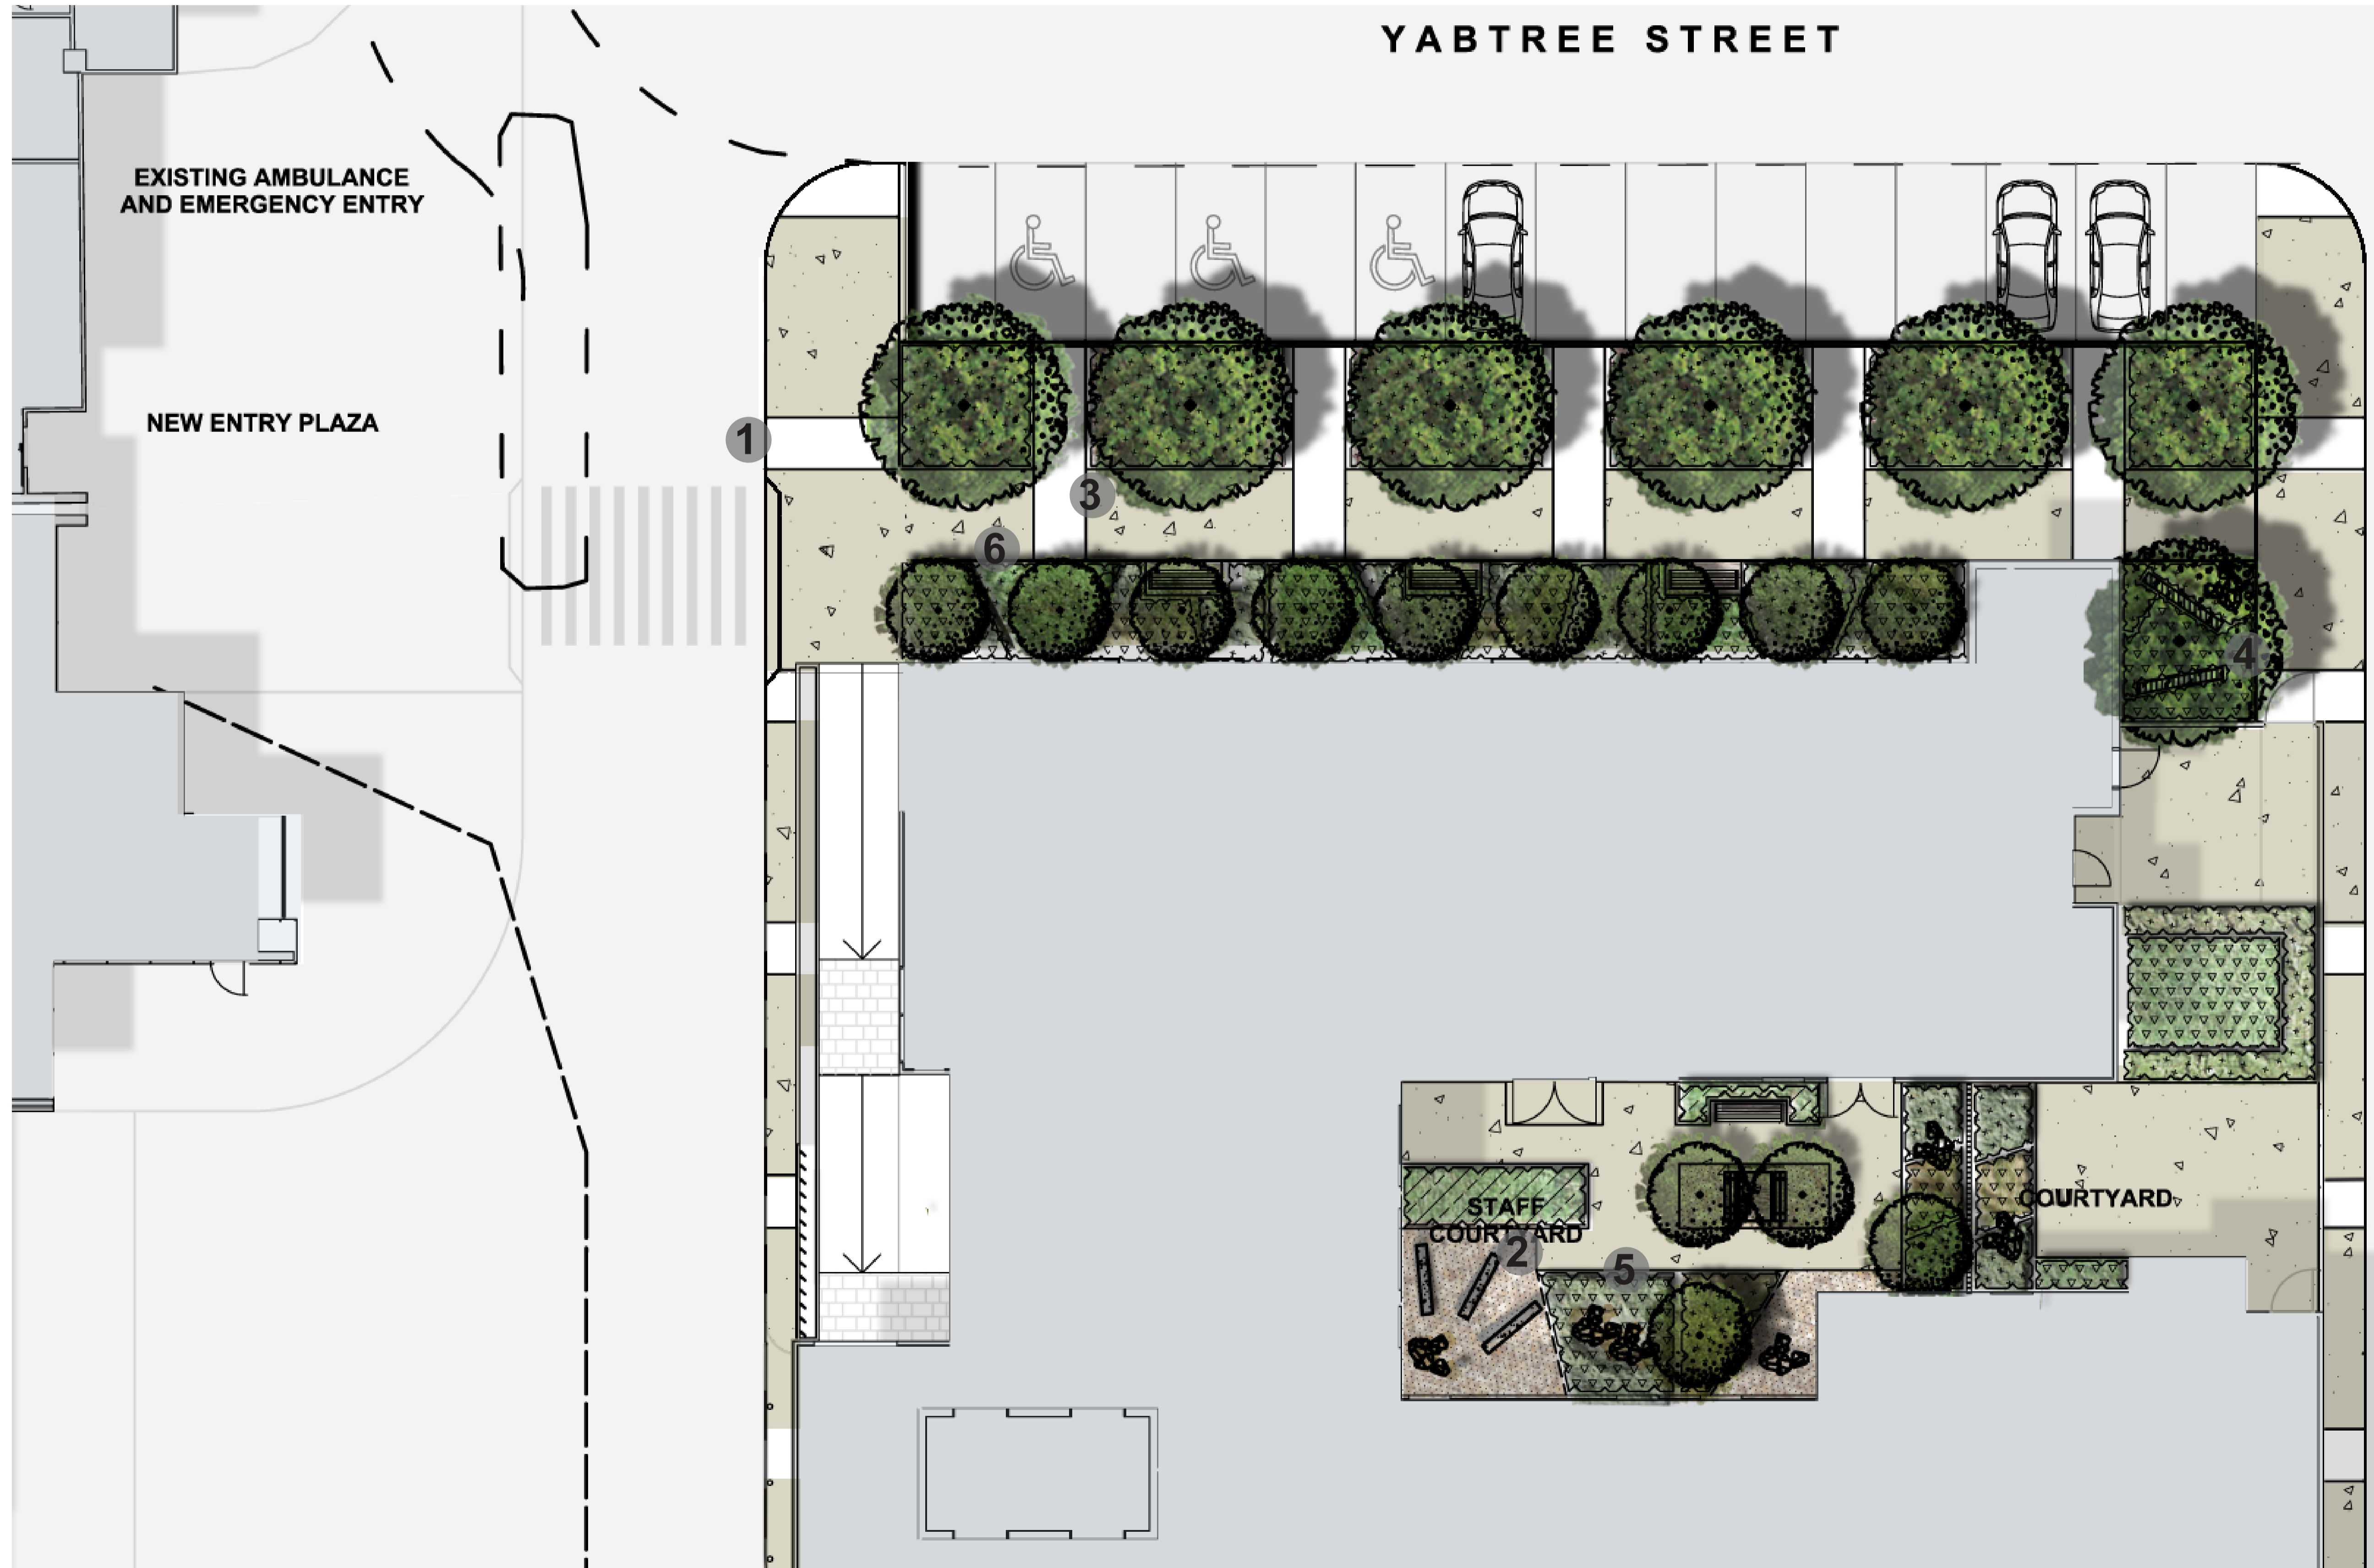 YABTREE STREET
EXISTING AMBULANCE
AND EMERGENCY ENTRY
NEW ENTRY PLAZA
1
3
6
4
STAFF
COURTYARD
COURTYARD
2
5